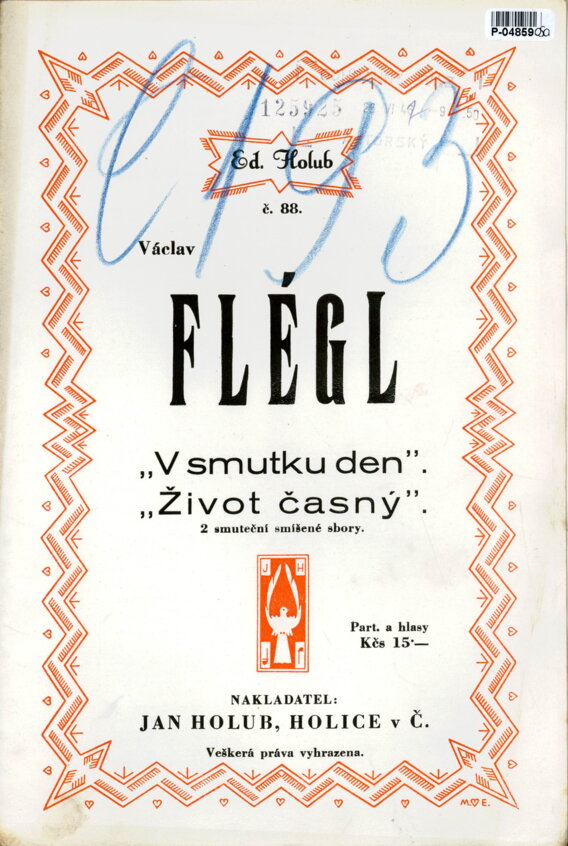 P-04859
125925
Ed. Holub
č. 88.
Václav
FLÉGL
„V smutku den”.
„Život časný”.
2 smuteční smíšené sbory.
J H
Part. a hlasy
Kčs 15·—
NAKLADATEL:
JAN HOLUB, HOLICE v Č.
Veškerá práva vyhrazena.
M. E.